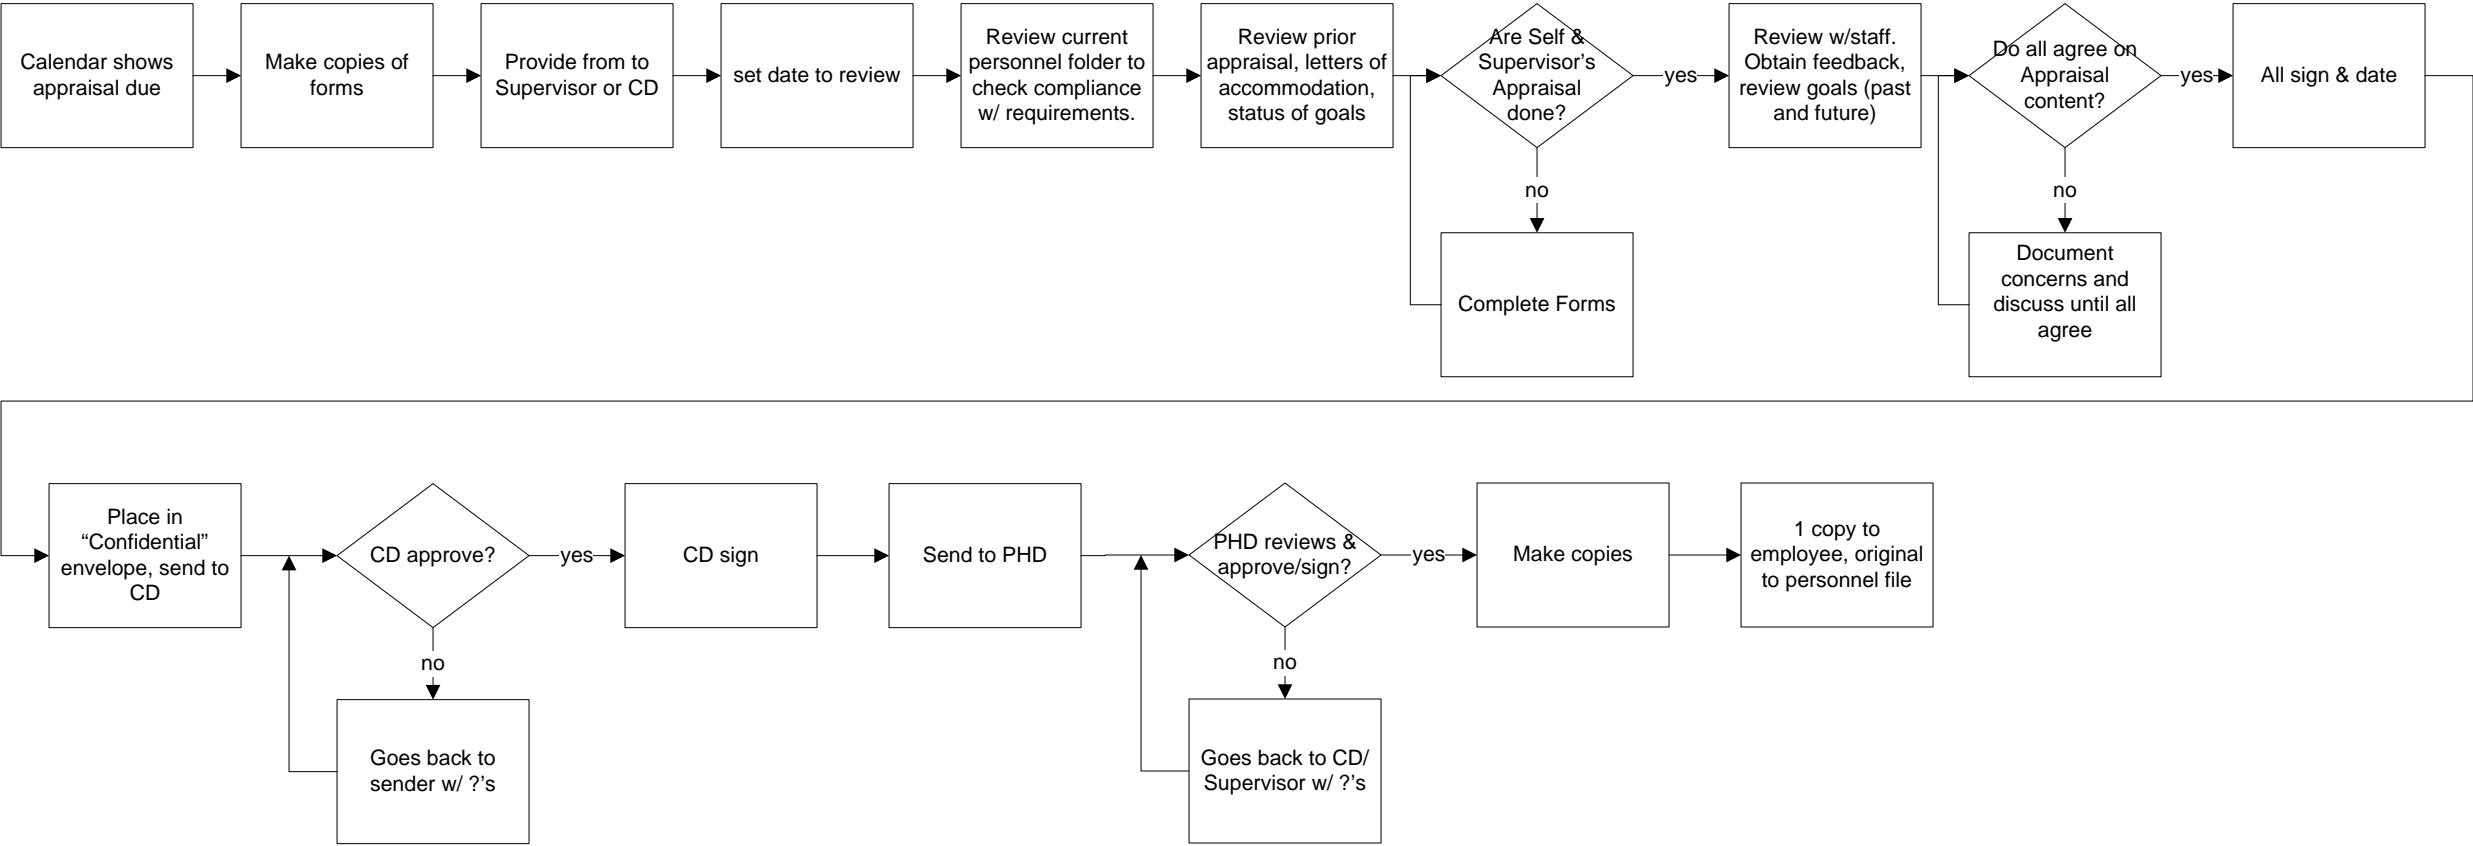 Calendar shows
appraisal due
Make copies of
forms
Provide from to
Supervisor or CD
set date to review
Review current
personnel folder to
check compliance
w/ requirements.
Review prior
appraisal, letters of
accommodation,
status of goals
Are Self &
Supervisor’s
Appraisal
done?
yes
no
Complete Forms
Review w/staff.
Obtain feedback,
review goals (past
and future)
Do all agree on
Appraisal
content?
yes
no
Document
concerns and
discuss until all
agree
All sign & date
Place in
“Confidential”
envelope, send to
CD
CD approve?
yes
no
Goes back to
sender w/ ?’s
CD sign
Send to PHD
PHD reviews &
approve/sign?
yes
no
Goes back to CD/
Supervisor w/ ?’s
Make copies
1 copy to
employee, original
to personnel file